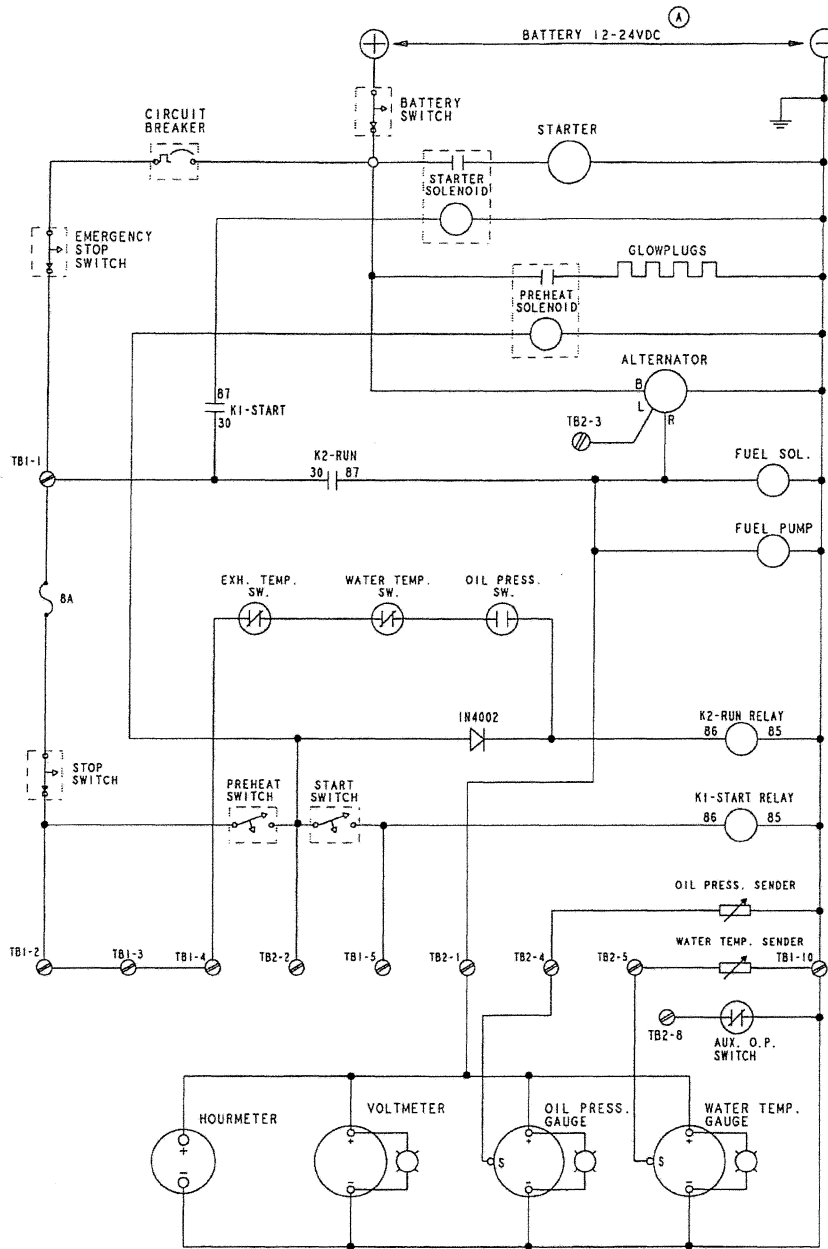 A
BATTERY 12-24VDC
+
-
BATTERY
SWITCH
CIRCUIT
BREAKER
STARTER
STARTER
SOLENOID
EMERGENCY
STOP
SWITCH
GLOWPLUGS
PREHEAT
SOLENOID
ALTERNATOR
B
L
R
87
K1-START
30
TB2-3
TB1-1
K2-RUN
30 87
FUEL SOL.
FUEL PUMP
EXH. TEMP.
SW.
WATER TEMP.
SW.
OIL PRESS.
SW.
8A
1N4002
K2-RUN RELAY
86 85
STOP
SWITCH
PREHEAT
SWITCH
START
SWITCH
K1-START RELAY
86 85
OIL PRESS. SENDER
WATER TEMP. SENDER
TB1-2
TB1-3
TB1-4
TB2-2
TB1-5
TB2-1
TB2-4
TB2-5
TB1-10
TB2-8
AUX. O.P.
SWITCH
HOURMETER
VOLTMETER
OIL PRESS.
GAUGE
WATER TEMP.
GAUGE
+
-
+
-
S
+
-
S
+
-